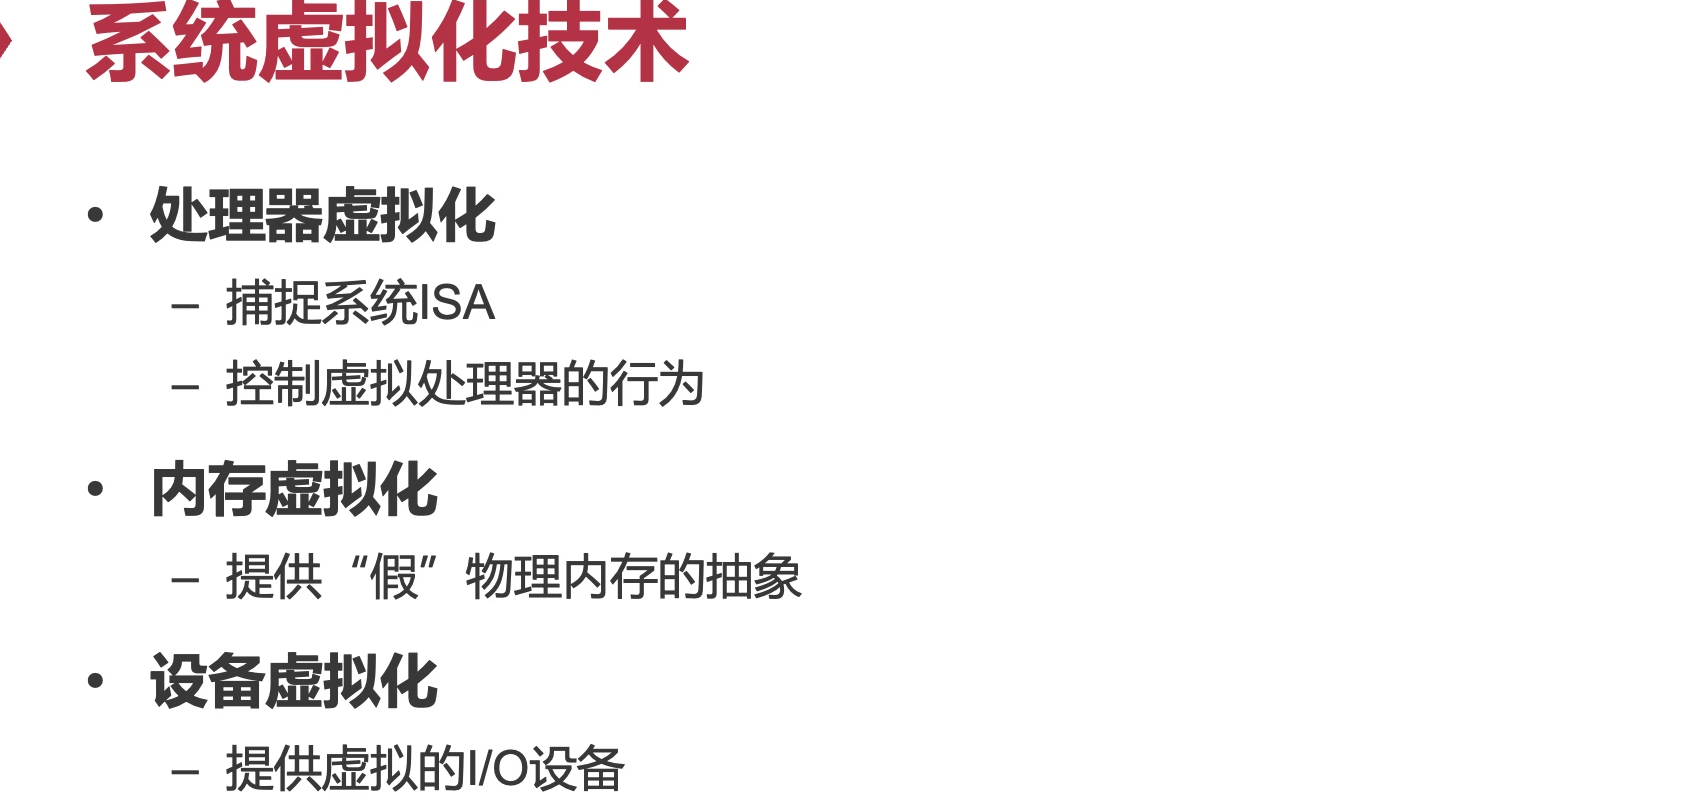 系统虚拟化技术
• 处理器虚拟化
– 捕捉系统ISA
– 控制虚拟处理器的行为
• 内存虚拟化
– 提供“假”物理内存的抽象
• 设备虚拟化
– 提供虚拟的I/O设备